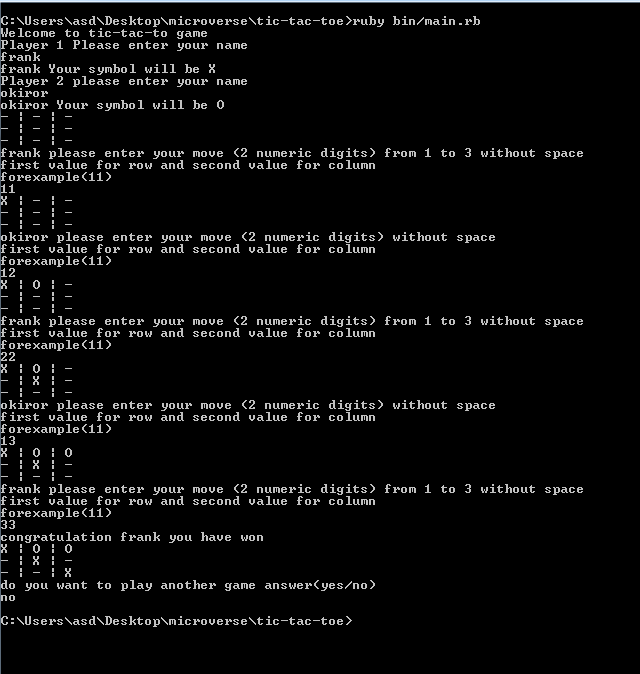 C:\Users\asd\Desktop\microverse\tic-tac-toe>ruby bin/main.rb
Welcome to tic-tac-to game
Player 1 Please enter your name
frank
frank Your symbol will be X
Player 2 please enter your name
okiror
okiror Your symbol will be O
- | - | -
- | - | -
- | - | -
frank please enter your move (2 numeric digits) from 1 to 3 without space
first value for row and second value for column
forexample(11)
11
X | - | -
- | - | -
- | - | -
okiror please enter your move (2 numeric digits) without space
first value for row and second value for column
forexample(11)
12
X | O | -
- | - | -
- | - | -
frank please enter your move (2 numeric digits) from 1 to 3 without space
first value for row and second value for column
forexample(11)
22
X | O | -
- | X | -
- | - | -
okiror please enter your move (2 numeric digits) without space
first value for row and second value for column
forexample(11)
13
X | O | O
- | X | -
- | - | -
frank please enter your move (2 numeric digits) from 1 to 3 without space
first value for row and second value for column
forexample(11)
33
congratulation frank you have won
X | O | O
- | X | -
- | - | X
do you want to play another game answer(yes/no)
no
C:\Users\asd\Desktop\microverse\tic-tac-toe>